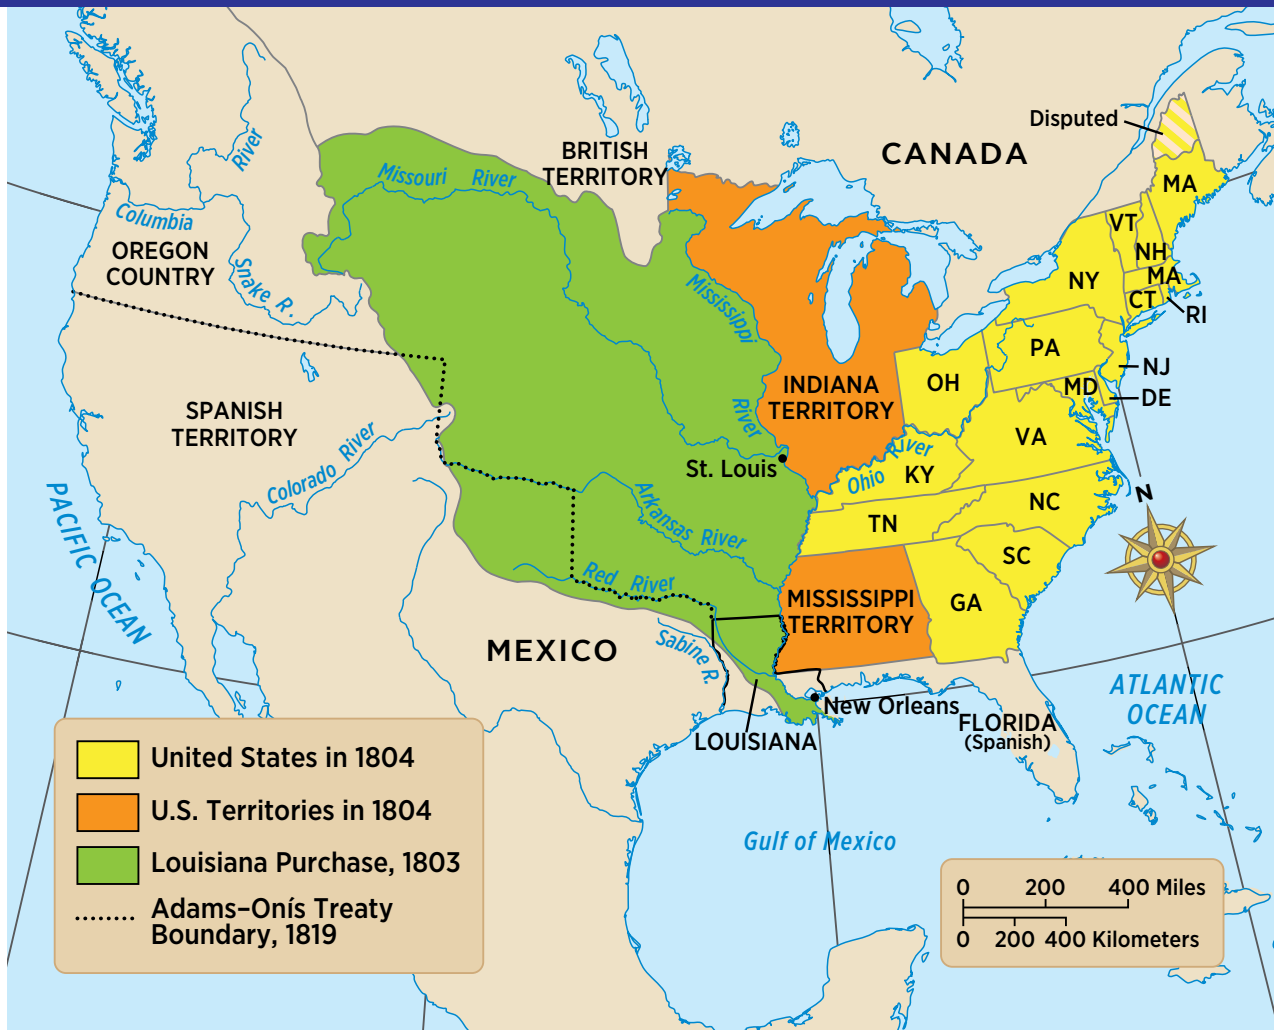 Disputed
CANADA
BRITISH
TERRITORY
MA
Missouri River
River
Columbia
OREGON
COUNTRY
Snake R.
VT
NH
NY
MA
CT
RI
Mississippi
River
PA
NJ
OH
MD
DE
INDIANA
TERRITORY
SPANISH
TERRITORY
VA
Colorado River
St. Louis
Ohio River
KY
PACIFIC OCEAN
Arkansas River
N
NC
TN
SC
Red River
MISSISSIPPI
TERRITORY
GA
MEXICO
Sabine R.
ATLANTIC
OCEAN
New Orleans
FLORIDA
(Spanish)
LOUISIANA
Gulf of Mexico
United States in 1804
U.S. Territories in 1804
Louisiana Purchase, 1803
Adams–Onís Treaty
Boundary, 1819
0 200 400 Miles
0 200 400 Kilometers